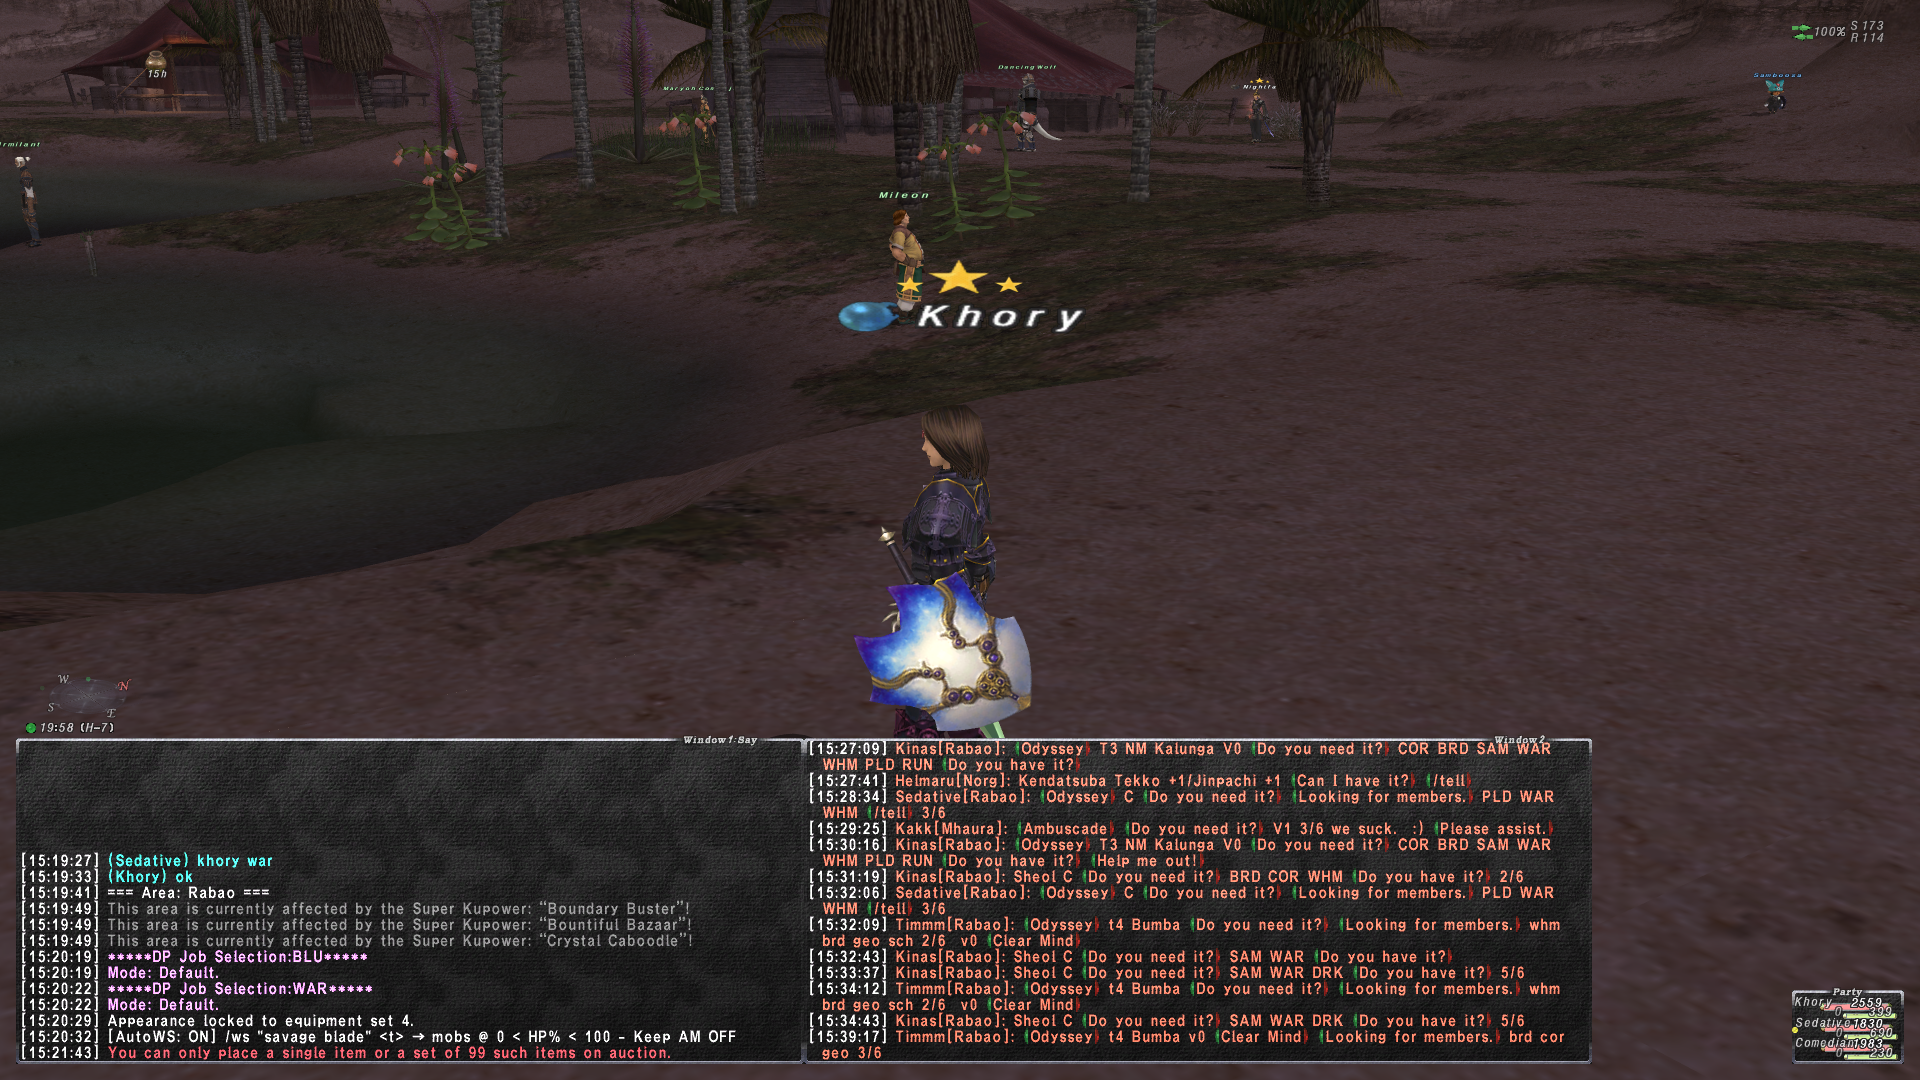 100% S 173
R 114
15h
DancingWolf
Samboosa
Maryoh Com
Nighita
rmilant
Mileon
Khory
W N
S E
19:58 (H-7)
Window1:Say
[15:19:27] (Sedative) khory war
[15:19:33] (Khory) ok
[15:19:41] === Area: Rabao ===
[15:19:49] This area is currently affected by the Super Kupower: “Boundary Buster”!
[15:19:49] This area is currently affected by the Super Kupower: “Bountiful Bazaar”!
[15:19:49] This area is currently affected by the Super Kupower: “Crystal Caboodle”!
[15:20:19] *****DP Job Selection:BLU*****
[15:20:19] Mode: Default.
[15:20:22] *****DP Job Selection:WAR*****
[15:20:22] Mode: Default.
[15:20:29] Appearance locked to equipment set 4.
[15:20:32] [AutoWS: ON] /ws "savage blade" <t> → mobs @ 0 < HP% < 100 - Keep AM OFF
[15:21:43] You can only place a single item or a set of 99 such items on auction.
Window2
[15:27:09] Kinas[Rabao]: (Odyssey) T3 NM Kalunga V0 (Do you need it?) COR BRD SAM WAR
WHM PLD RUN (Do you have it?)
[15:27:41] Helmaru[Norg]: Kendatsuba Tekko +1/Jinpachi +1 (Can I have it?) (/tell)
[15:28:34] Sedative[Rabao]: (Odyssey) C (Do you need it?) (Looking for members.) PLD WAR
WHM (/tell) 3/6
[15:29:25] Kakk[Mhaura]: (Ambuscade) (Do you need it?) V1 3/6 we suck. :) (Please assist.)
[15:30:16] Kinas[Rabao]: (Odyssey) T3 NM Kalunga V0 (Do you need it?) COR BRD SAM WAR
WHM PLD RUN (Do you have it?) (Help me out!)
[15:31:19] Kinas[Rabao]: Sheol C (Do you need it?) BRD COR WHM (Do you have it?) 2/6
[15:32:06] Sedative[Rabao]: (Odyssey) C (Do you need it?) (Looking for members.) PLD WAR
WHM (/tell) 3/6
[15:32:09] Timmm[Rabao]: (Odyssey) t4 Bumba (Do you need it?) (Looking for members.) whm
brd geo sch 2/6 v0 (Clear Mind)
[15:32:43] Kinas[Rabao]: Sheol C (Do you need it?) SAM WAR (Do you have it?)
[15:33:37] Kinas[Rabao]: Sheol C (Do you need it?) SAM WAR DRK (Do you have it?) 5/6
[15:34:12] Timmm[Rabao]: (Odyssey) t4 Bumba (Do you need it?) (Looking for members.) whm
brd geo sch 2/6 v0 (Clear Mind)
[15:34:43] Kinas[Rabao]: Sheol C (Do you need it?) SAM WAR DRK (Do you have it?) 5/6
[15:39:17] Timmm[Rabao]: (Odyssey) t4 Bumba v0 (Clear Mind) (Looking for members.) brd cor
geo 3/6
Party
Khory 2559
0 399
Sedative 1830
0 690
Comedian 1983
0 230